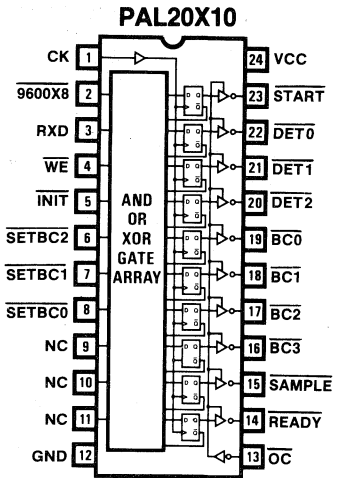 PAL20X10
CK 1 24 VCC
9600X8 2 23 START
RXD 3 22 DET0
WE 4 21 DET1
INIT 5 20 DET2
SETBC2 6 19 BC0
SETBC1 7 18 BC1
SETBC0 8 17 BC2
NC 9 16 BC3
NC 10 15 SAMPLE
NC 11 14 READY
GND 12 13 OC
AND
OR
XOR
GATE
ARRAY